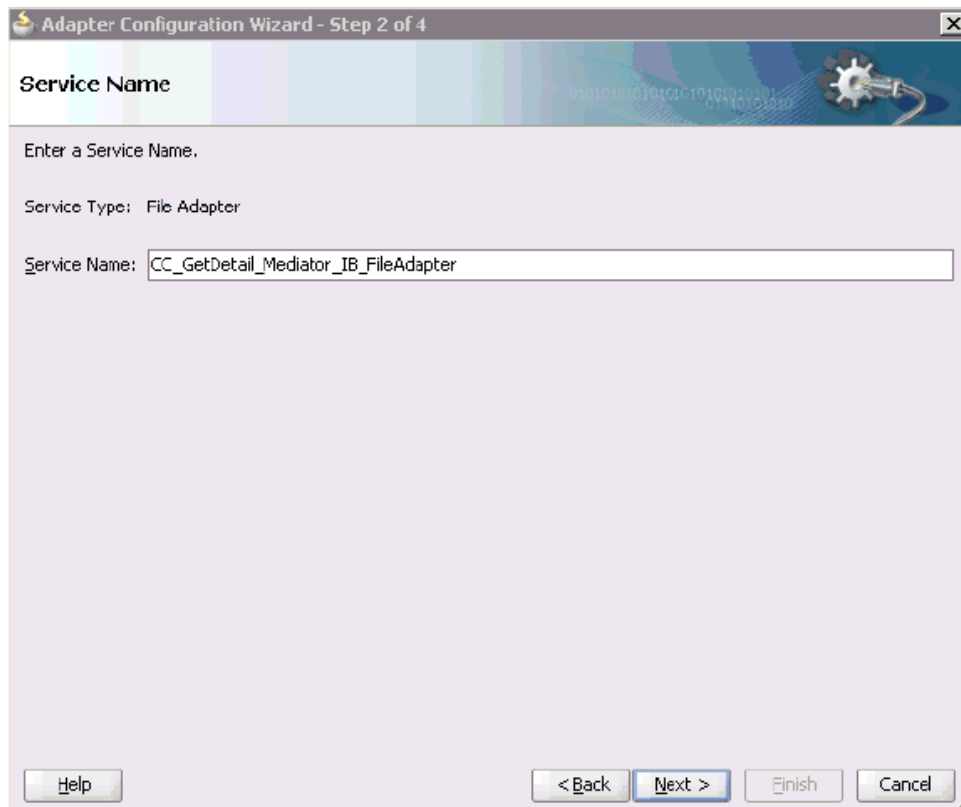 Adapter Configuration Wizard - Step 2 of 4
Service Name
Enter a Service Name.
Service Type: File Adapter
Service Name: CC_GetDetail_Mediator_IB_FileAdapter
Help < Back Next > Finish Cancel